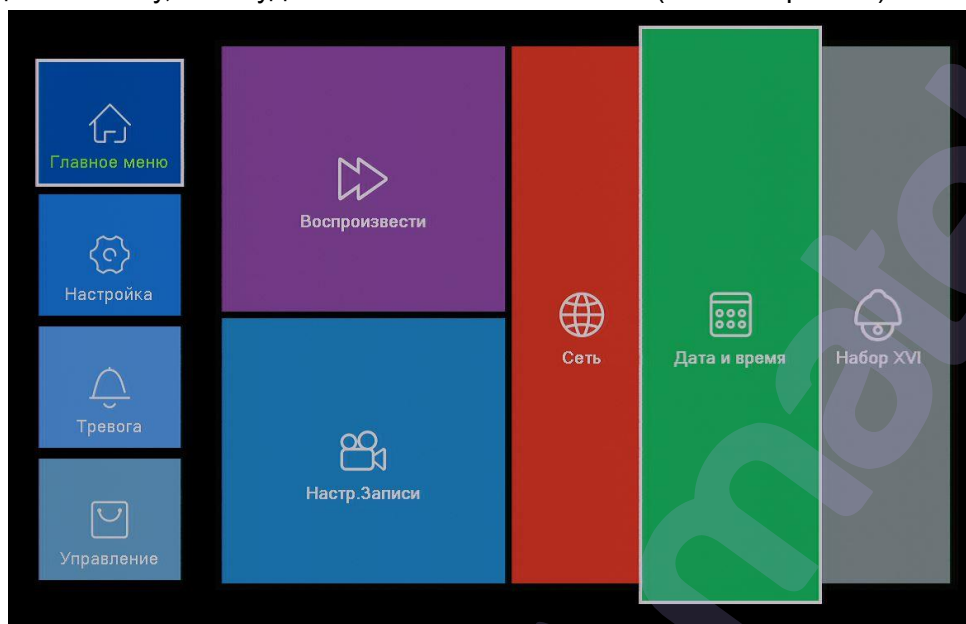 Главное меню
Настройка
Тревога
Управление
Воспроизвести
Настр.Записи
Сеть
Дата и время
Набор XVI